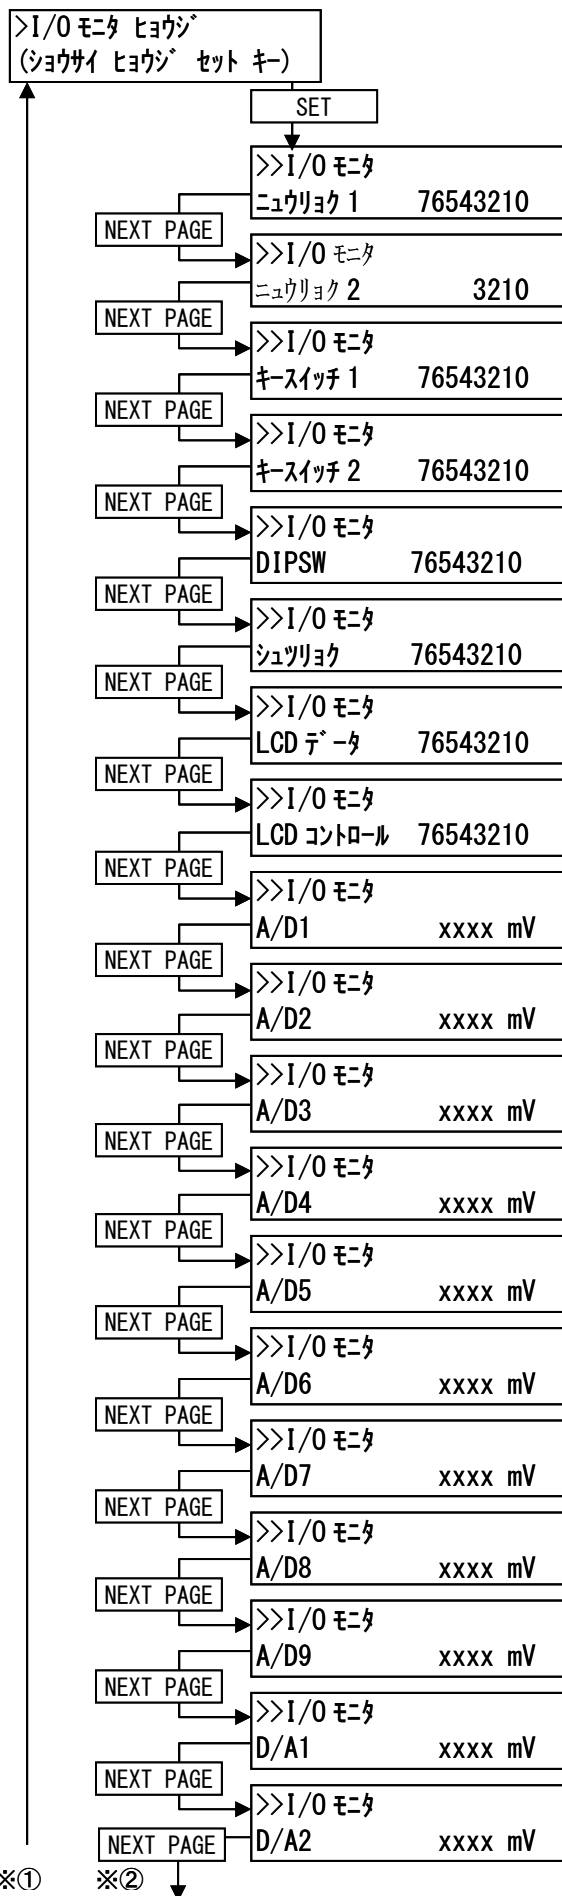 >I/O ﾓﾆﾀ ﾋｮｳｼﾞ
(ｼｮｳｻｲ ﾋｮｳｼﾞ ｾｯﾄ ｷｰ)
SET
>>I/O ﾓﾆﾀ
ﾆｭｳﾘｮｸ 1 76543210
NEXT PAGE
>>I/O ﾓﾆﾀ
ﾆｭｳﾘｮｸ 2 3210
NEXT PAGE
>>I/O ﾓﾆﾀ
ｷｰｽｲｯﾁ 1 76543210
NEXT PAGE
>>I/O ﾓﾆﾀ
ｷｰｽｲｯﾁ 2 76543210
NEXT PAGE
>>I/O ﾓﾆﾀ
DIPSW 76543210
NEXT PAGE
>>I/O ﾓﾆﾀ
ｼｭﾂﾘｮｸ 76543210
NEXT PAGE
>>I/O ﾓﾆﾀ
LCD ﾃﾞｰﾀ 76543210
NEXT PAGE
>>I/O ﾓﾆﾀ
LCD ｺﾝﾄﾛｰﾙ 76543210
NEXT PAGE
>>I/O ﾓﾆﾀ
A/D1 xxxx mV
NEXT PAGE
>>I/O ﾓﾆﾀ
A/D2 xxxx mV
NEXT PAGE
>>I/O ﾓﾆﾀ
A/D3 xxxx mV
NEXT PAGE
>>I/O ﾓﾆﾀ
A/D4 xxxx mV
NEXT PAGE
>>I/O ﾓﾆﾀ
A/D5 xxxx mV
NEXT PAGE
>>I/O ﾓﾆﾀ
A/D6 xxxx mV
NEXT PAGE
>>I/O ﾓﾆﾀ
A/D7 xxxx mV
NEXT PAGE
>>I/O ﾓﾆﾀ
A/D8 xxxx mV
NEXT PAGE
>>I/O ﾓﾆﾀ
A/D9 xxxx mV
NEXT PAGE
>>I/O ﾓﾆﾀ
D/A1 xxxx mV
NEXT PAGE
>>I/O ﾓﾆﾀ
D/A2 xxxx mV
NEXT PAGE
※① ※②